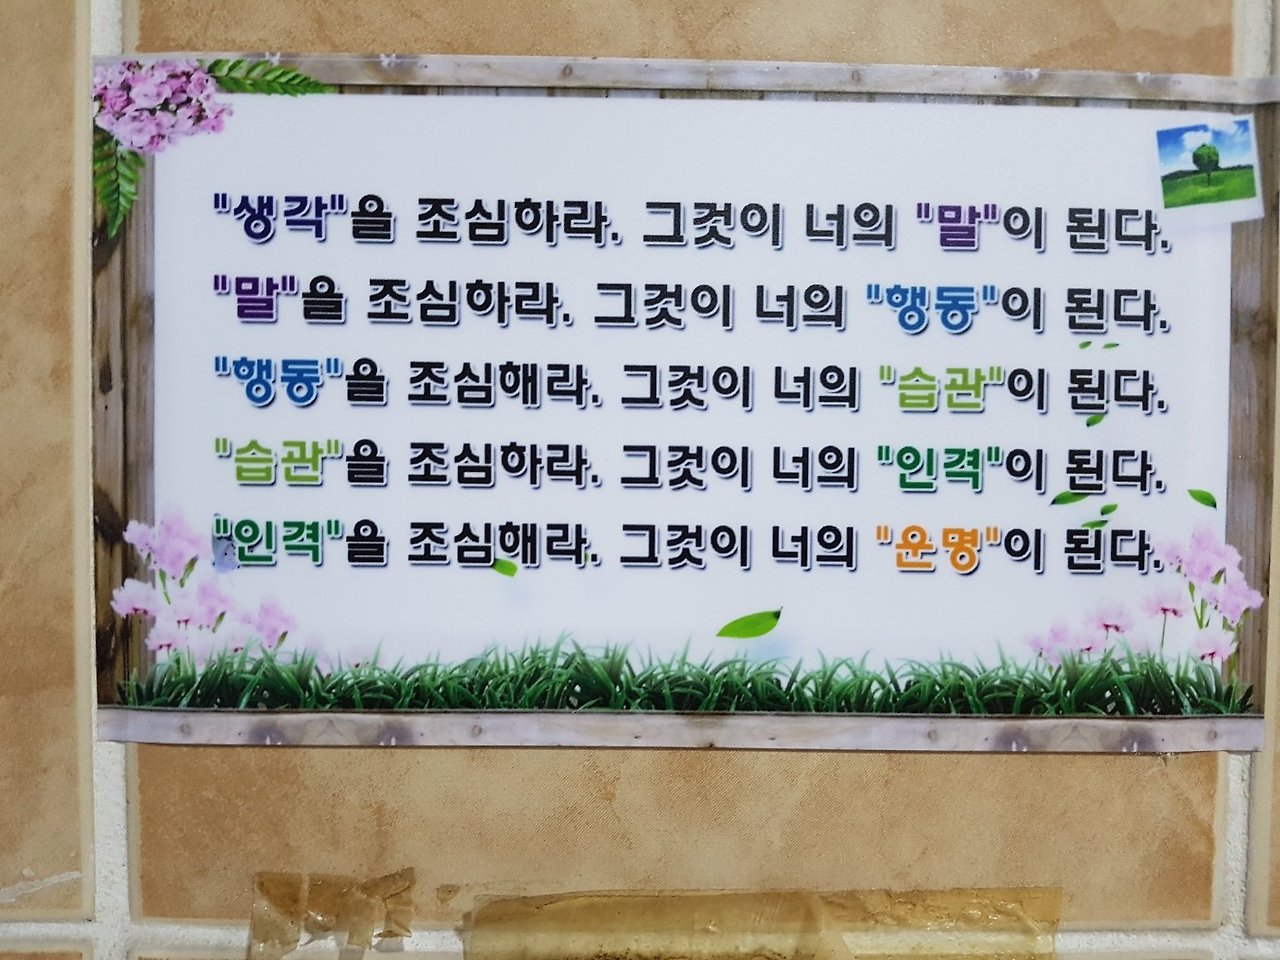 "생각"을 조심하라. 그것이 너의 "말"이 된다.
"말"을 조심하라. 그것이 너의 "행동"이 된다.
"행동"을 조심해라. 그것이 너의 "습관"이 된다.
"습관"을 조심하라. 그것이 너의 "인격"이 된다.
"인격"을 조심해라. 그것이 너의 "운명"이 된다.